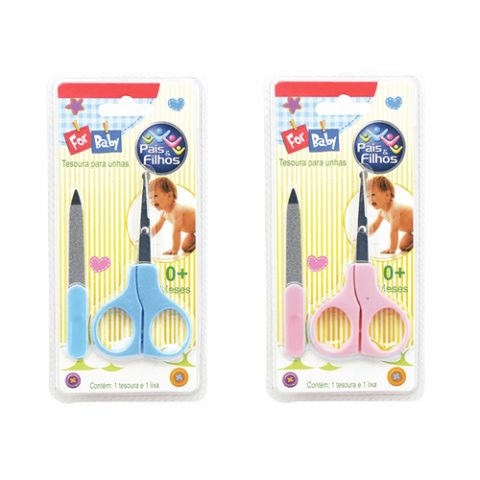 For Baby
Pais &
Filhos
Tesoura para unhas
0+
Meses
Contém: 1 tesoura e 1 lixa
For Baby
Pais &
Filhos
Tesoura para unhas
0+
Meses
Contém: 1 tesoura e 1 lixa